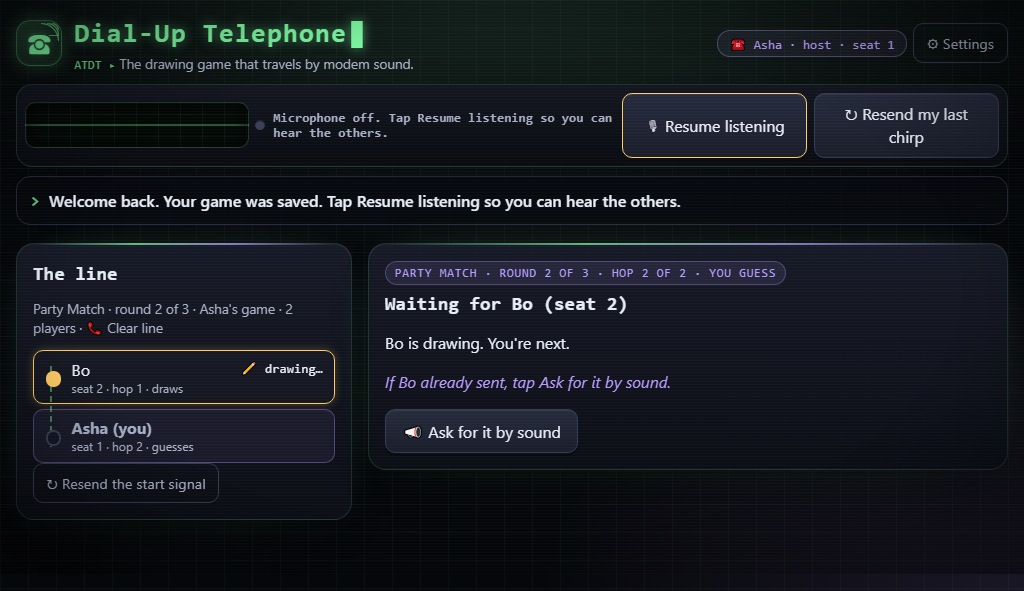 Dial-Up Telephone
ATDT ▸ The drawing game that travels by modem sound.
Asha · host · seat 1
Settings
Microphone off. Tap Resume listening so you can
hear the others.
Resume listening
Resend my last
chirp
Welcome back. Your game was saved. Tap Resume listening so you can hear the others.
The line
Party Match · round 2 of 3 · Asha's game · 2
players · Clear line
Bo
drawing…
seat 2 · hop 1 · draws
Asha (you)
seat 1 · hop 2 · guesses
Resend the start signal
PARTY MATCH · ROUND 2 OF 3 · HOP 2 OF 2 · YOU GUESS
Waiting for Bo (seat 2)
Bo is drawing. You're next.
If Bo already sent, tap Ask for it by sound.
Ask for it by sound